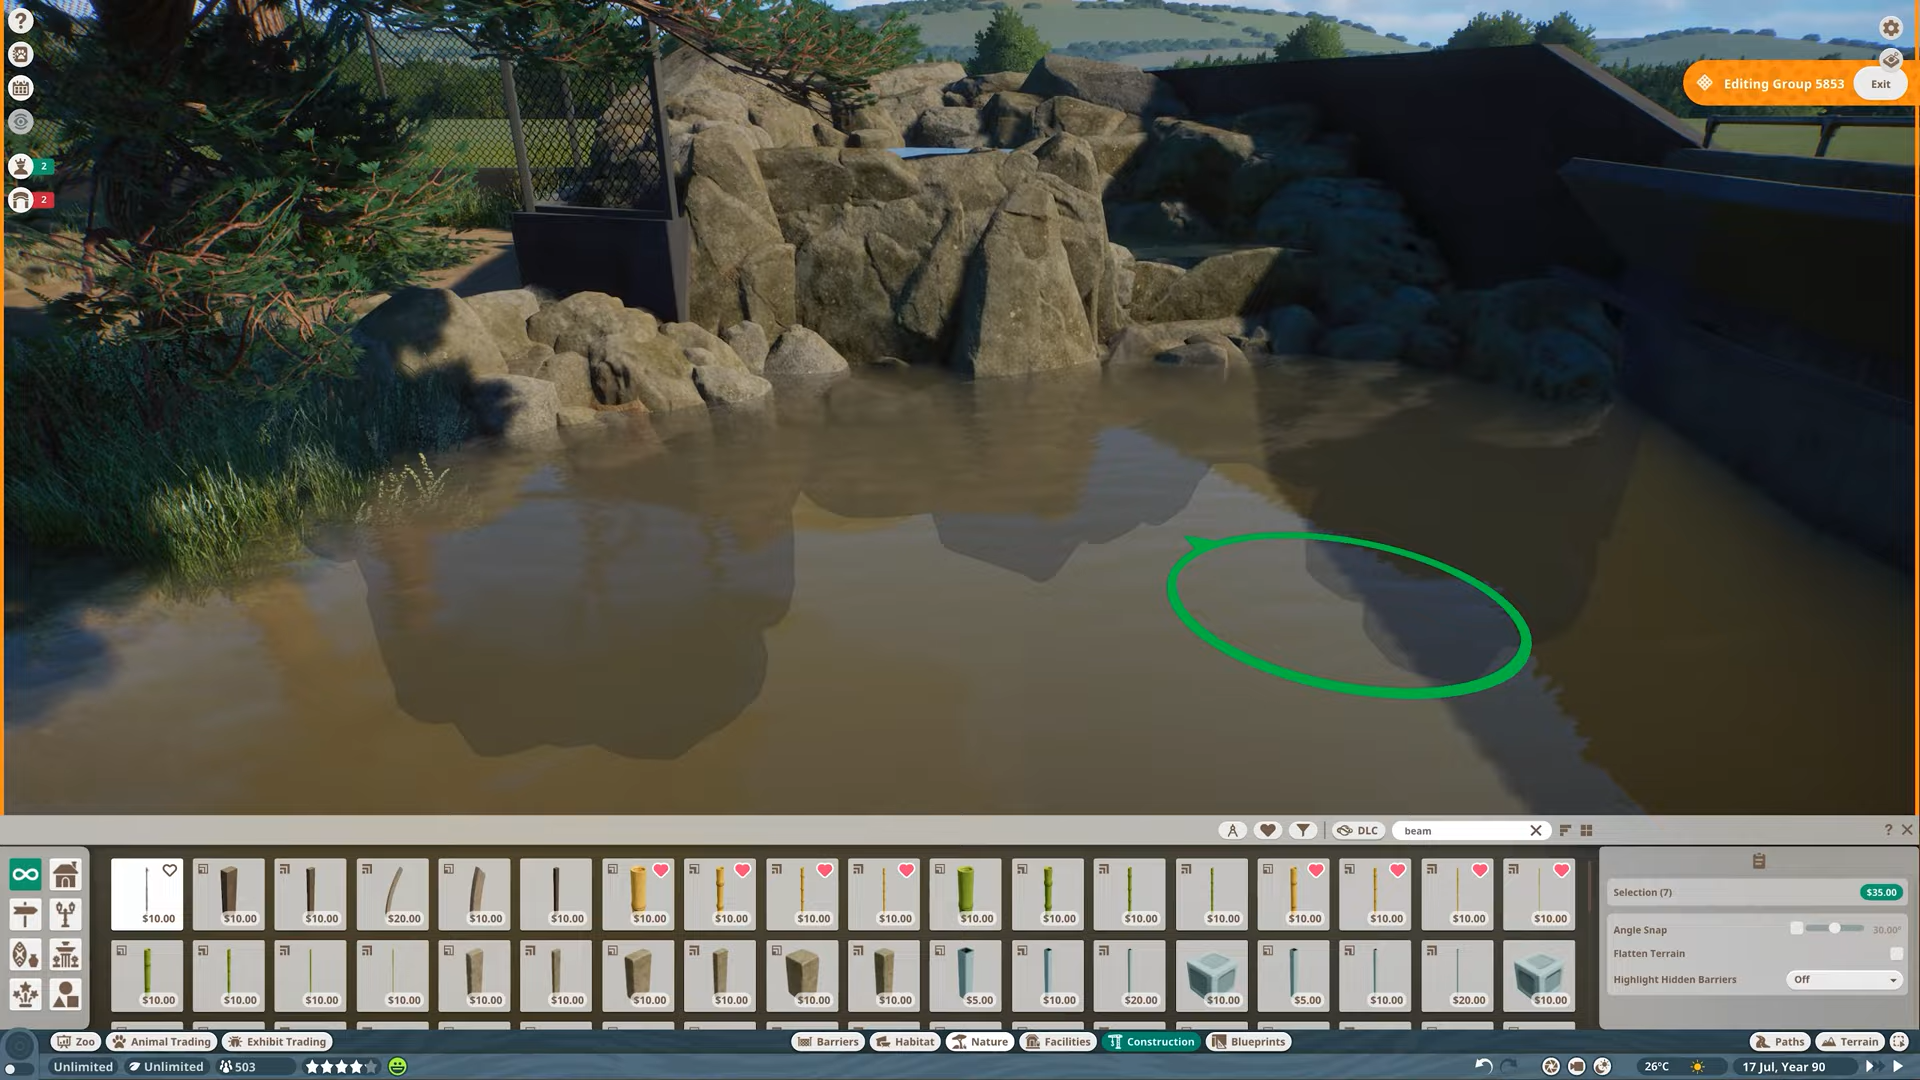 ?
Editing Group 5853 Exit
2
2
DLC beam ?
$10.00 $10.00 $10.00 $20.00 $10.00 $10.00 $10.00 $10.00 $10.00 $10.00 $10.00 $10.00 $10.00 $10.00 $10.00 $10.00 $10.00 $10.00
$10.00 $10.00 $10.00 $10.00 $10.00 $10.00 $10.00 $10.00 $10.00 $10.00 $5.00 $10.00 $20.00 $10.00 $5.00 $10.00 $20.00 $10.00
Selection (7) $35.00
Angle Snap 30.00°
Flatten Terrain
Highlight Hidden Barriers Off
Zoo Animal Trading Exhibit Trading Barriers Habitat Nature Facilities Construction Blueprints Paths Terrain
Unlimited Unlimited 503 26°C 17 Jul, Year 90